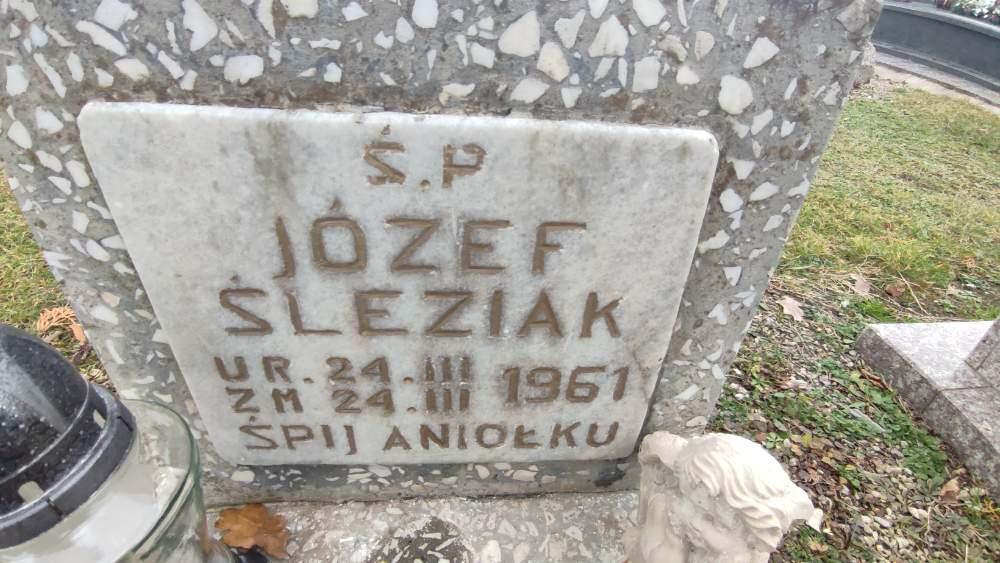 Ś.P
JÓZEF
ŚLEZIAK
UR. 24.III 1961
ZM 24.III
ŚPIJ ANIOŁKU